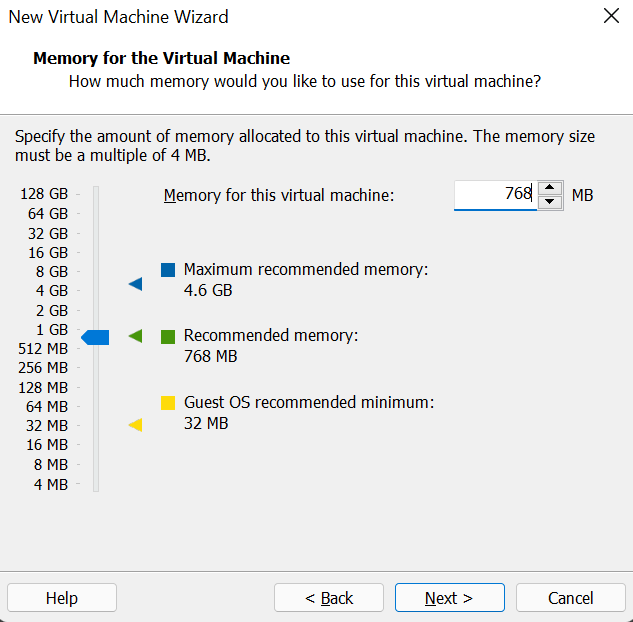 New Virtual Machine Wizard
Memory for the Virtual Machine
How much memory would you like to use for this virtual machine?
Specify the amount of memory allocated to this virtual machine. The memory size
must be a multiple of 4 MB.
128 GB
64 GB
32 GB
16 GB
8 GB
4 GB
2 GB
1 GB
512 MB
256 MB
128 MB
64 MB
32 MB
16 MB
8 MB
4 MB
Memory for this virtual machine: 768 MB
Maximum recommended memory:
4.6 GB
Recommended memory:
768 MB
Guest OS recommended minimum:
32 MB
Help < Back Next > Cancel